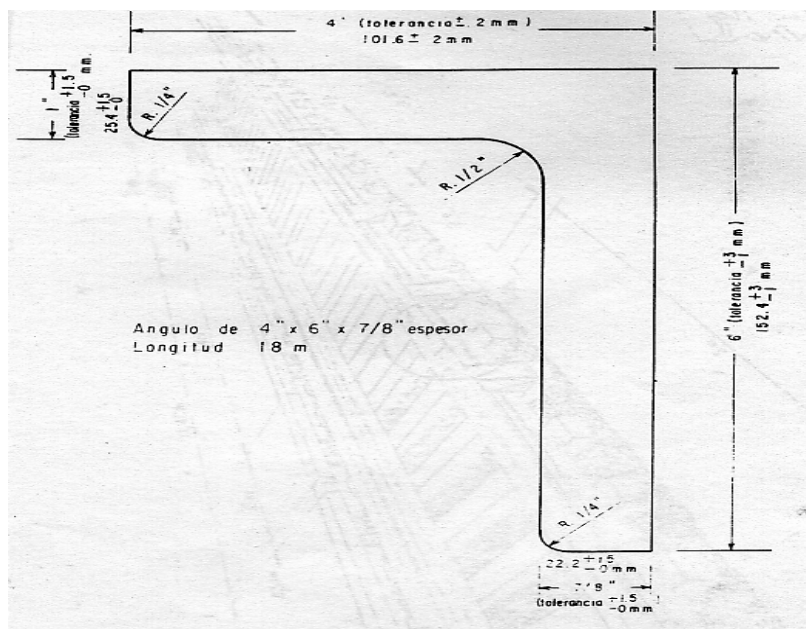 4" (tolerancia ± 2 mm)
101.6 ± 2 mm
1"
(tolerancia +1.5 -0 mm.
25.4 +1.5 -0
R. 1/4"
R. 1/2"
6" (tolerancia +3 -1 mm)
152.4 +3 -1 mm
Angulo de 4" x 6" x 7/8" espesor
Longitud 18 m
R. 1/4"
22.2 +1.5 -0 mm
7/8"
(tolerancia +1.5 -0 mm